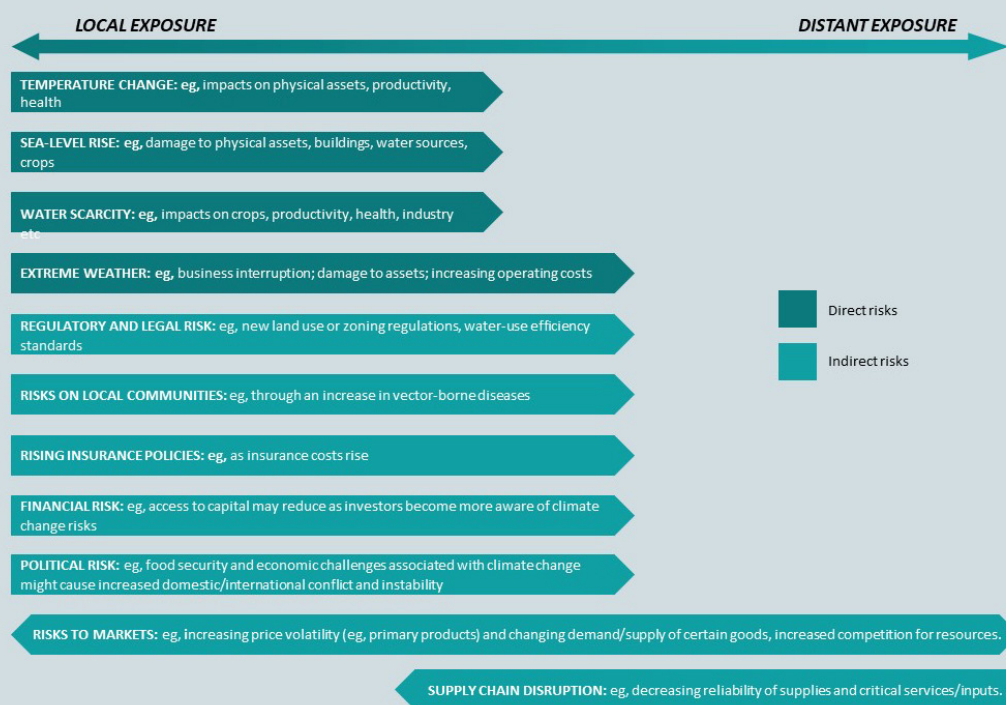 LOCAL EXPOSURE
DISTANT EXPOSURE
TEMPERATURE CHANGE: eg, impacts on physical assets, productivity,
health
SEA-LEVEL RISE: eg, damage to physical assets, buildings, water sources,
crops
WATER SCARCITY: eg, impacts on crops, productivity, health, industry
etc
EXTREME WEATHER: eg, business interruption; damage to assets; increasing operating costs
REGULATORY AND LEGAL RISK: eg, new land use or zoning regulations, water-use efficiency
standards
RISKS ON LOCAL COMMUNITIES: eg, through an increase in vector-borne diseases
RISING INSURANCE POLICIES: eg, as insurance costs rise
FINANCIAL RISK: eg, access to capital may reduce as investors become more aware of climate
change risks
POLITICAL RISK: eg, food security and economic challenges associated with climate change
might cause increased domestic/international conflict and instability
RISKS TO MARKETS: eg, increasing price volatility (eg, primary products) and changing demand/supply of certain goods, increased competition for resources.
SUPPLY CHAIN DISRUPTION: eg, decreasing reliability of supplies and critical services/inputs.
Direct risks
Indirect risks